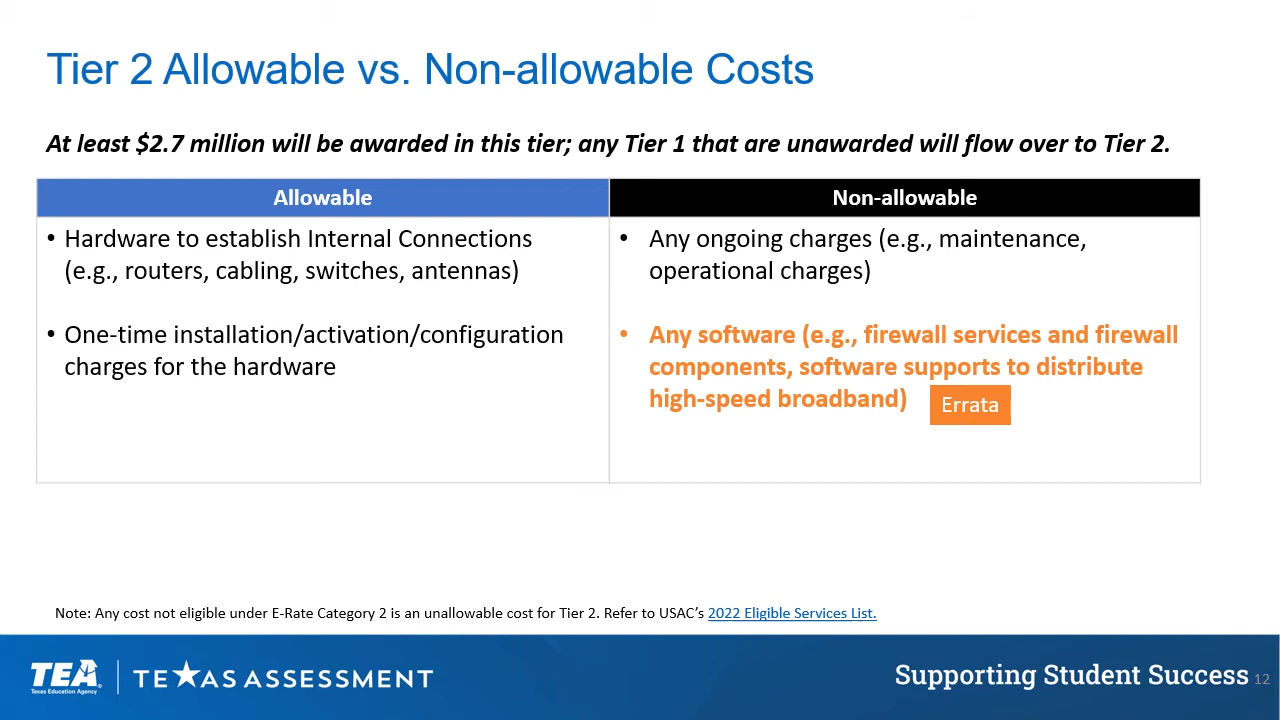 Tier 2 Allowable vs. Non-allowable Costs
At least $2.7 million will be awarded in this tier; any Tier 1 that are unawarded will flow over to Tier 2.
Allowable
Non-allowable
• Hardware to establish Internal Connections
(e.g., routers, cabling, switches, antennas)
• One-time installation/activation/configuration
charges for the hardware
• Any ongoing charges (e.g., maintenance,
operational charges)
• Any software (e.g., firewall services and firewall
components, software supports to distribute
high-speed broadband)
Errata
Note: Any cost not eligible under E-Rate Category 2 is an unallowable cost for Tier 2. Refer to USAC’s 2022 Eligible Services List.
TEA
Texas Education Agency
TEXAS ASSESSMENT
Supporting Student Success
12